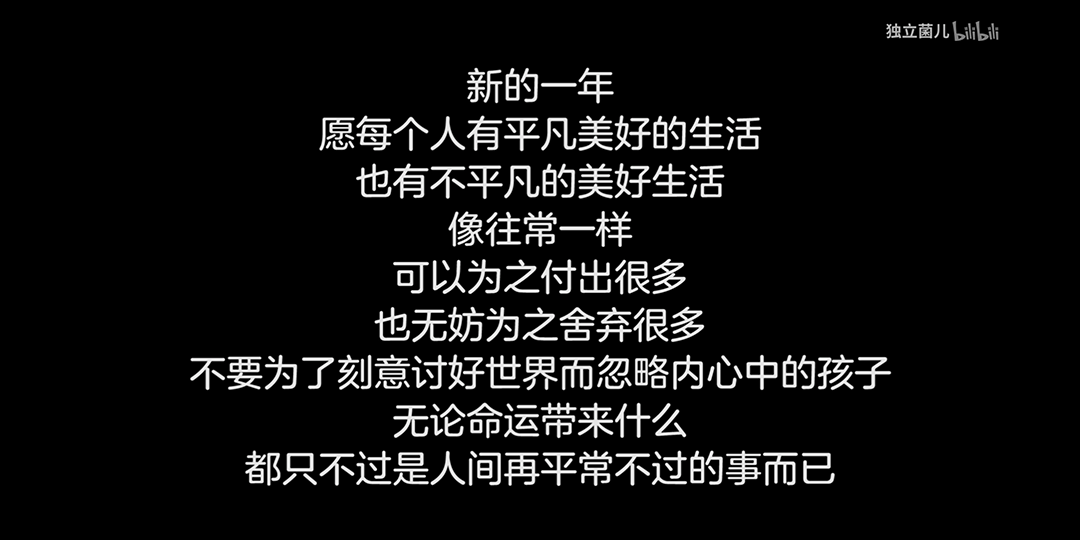 独立菌儿 bilibili
新的一年
愿每个人有平凡美好的生活
也有不平凡的美好生活
像往常一样
可以为之付出很多
也无妨为之舍弃很多
不要为了刻意讨好世界而忽略内心中的孩子
无论命运带来什么
都只不过是人间再平常不过的事而已